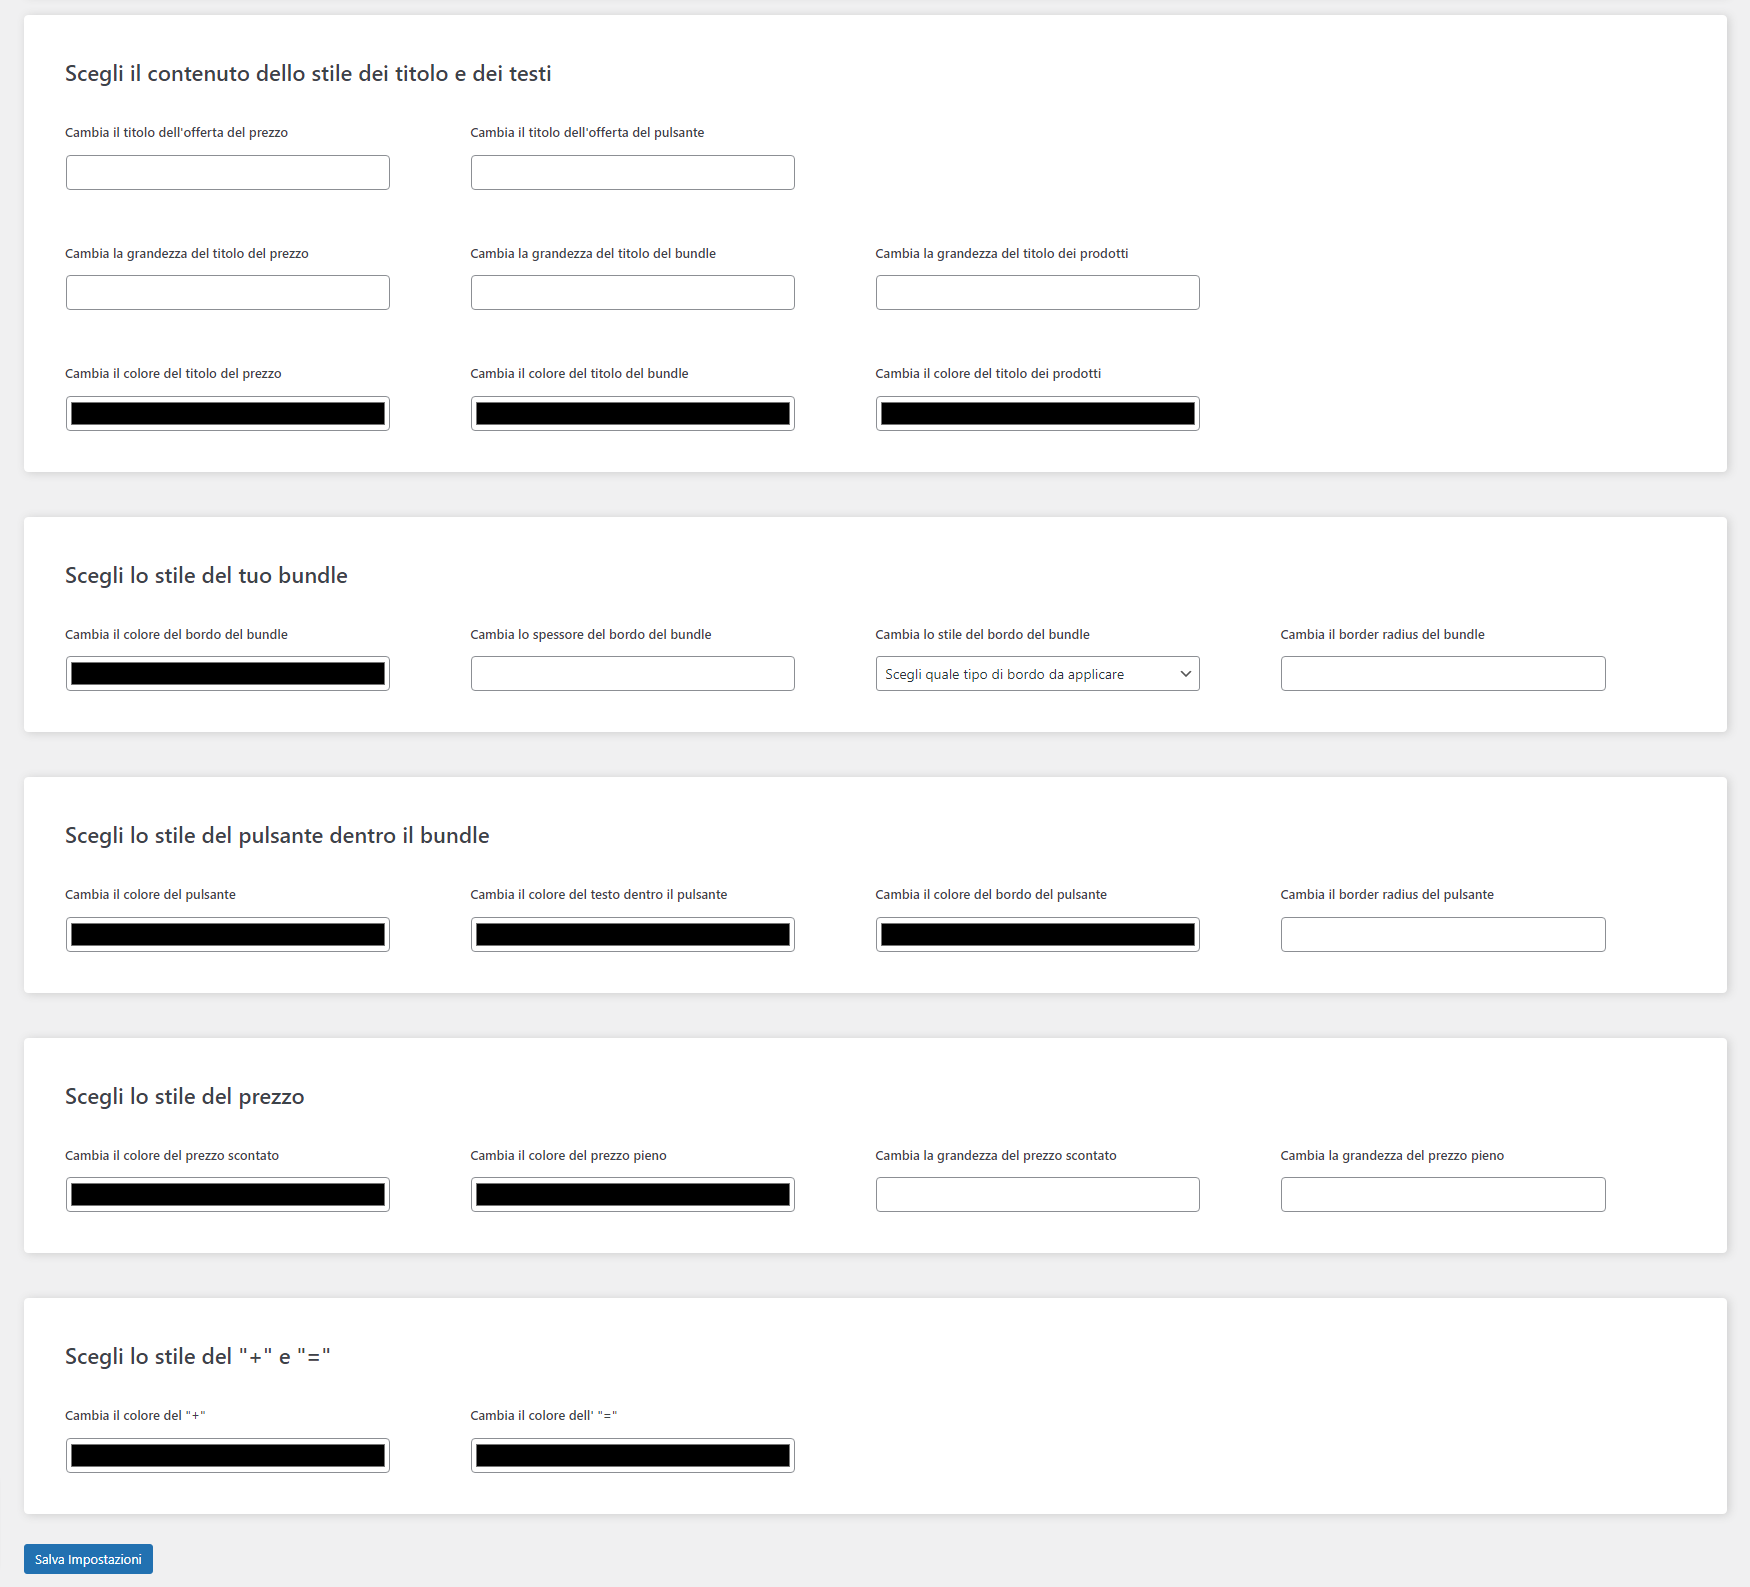 Scegli il contenuto dello stile dei titolo e dei testi
Cambia il titolo dell'offerta del prezzo
Cambia il titolo dell'offerta del pulsante
Cambia la grandezza del titolo del prezzo
Cambia la grandezza del titolo del bundle
Cambia la grandezza del titolo dei prodotti
Cambia il colore del titolo del prezzo
Cambia il colore del titolo del bundle
Cambia il colore del titolo dei prodotti
Scegli lo stile del tuo bundle
Cambia il colore del bordo del bundle
Cambia lo spessore del bordo del bundle
Cambia lo stile del bordo del bundle
Cambia il border radius del bundle
Scegli quale tipo di bordo da applicare
Scegli lo stile del pulsante dentro il bundle
Cambia il colore del pulsante
Cambia il colore del testo dentro il pulsante
Cambia il colore del bordo del pulsante
Cambia il border radius del pulsante
Scegli lo stile del prezzo
Cambia il colore del prezzo scontato
Cambia il colore del prezzo pieno
Cambia la grandezza del prezzo scontato
Cambia la grandezza del prezzo pieno
Scegli lo stile del "+" e "="
Cambia il colore del "+"
Cambia il colore dell' "="
Salva Impostazioni